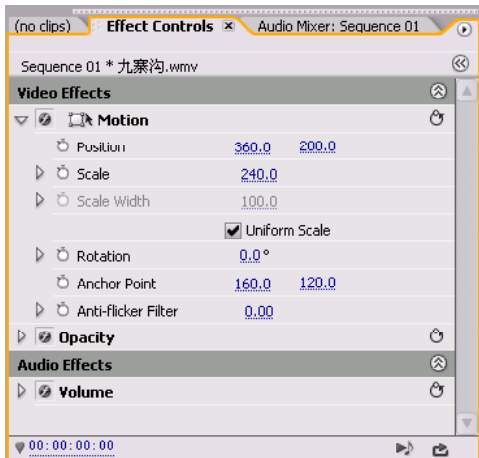 (no clips) Effect Controls × Audio Mixer: Sequence 01
Sequence 01 * 九寨沟.wmv
Video Effects
Motion
Position 360.0 200.0
Scale 240.0
Scale Width 100.0
Uniform Scale
Rotation 0.0°
Anchor Point 160.0 120.0
Anti-flicker Filter 0.00
Opacity
Audio Effects
Volume
00:00:00:00